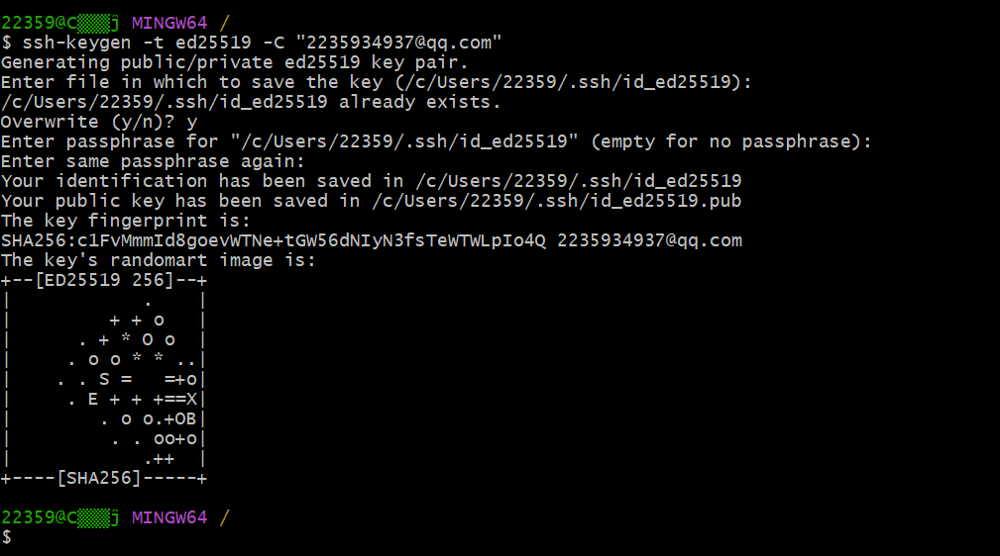 22359@C▒▒▒ĵ MINGW64 /
$ ssh-keygen -t ed25519 -C "2235934937@qq.com"
Generating public/private ed25519 key pair.
Enter file in which to save the key (/c/Users/22359/.ssh/id_ed25519):
/c/Users/22359/.ssh/id_ed25519 already exists.
Overwrite (y/n)? y
Enter passphrase for "/c/Users/22359/.ssh/id_ed25519" (empty for no passphrase):
Enter same passphrase again:
Your identification has been saved in /c/Users/22359/.ssh/id_ed25519
Your public key has been saved in /c/Users/22359/.ssh/id_ed25519.pub
The key fingerprint is:
SHA256:c1FvMmmId8goevWTNe+tGW56dNIyN3fsTeWTWLpIo4Q 2235934937@qq.com
The key's randomart image is:
+--[ED25519 256]--+
|            .    |
|         + + o   |
|      . + * O o  |
|     . o o * * ..|
|    . . S =   =+o|
|     . E + + +==X|
|        . o o.+OB|
|         . . oo+o|
|            .++  |
+----[SHA256]-----+
22359@C▒▒▒ĵ MINGW64 /
$